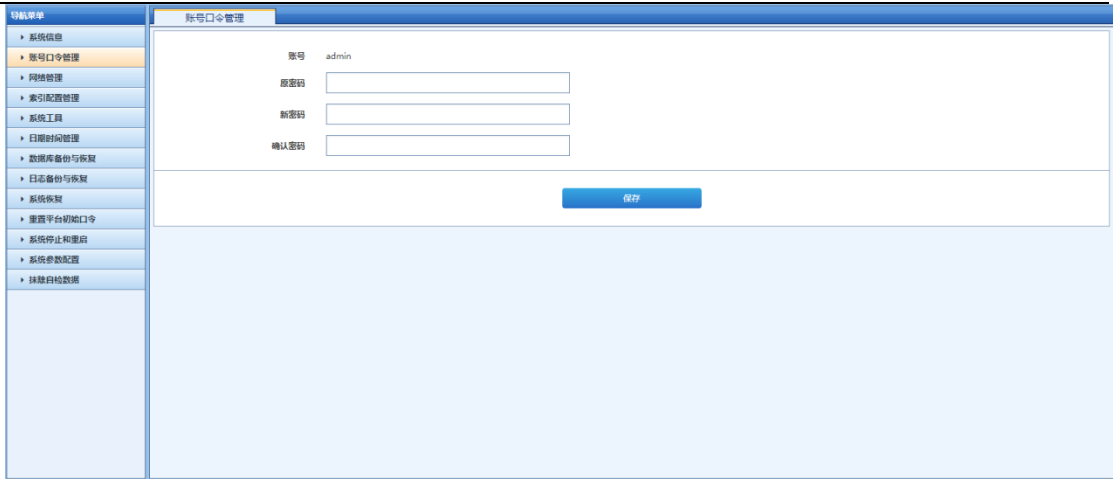 导航菜单
账号口令管理
系统信息
账号口令管理
网络管理
索引配置管理
系统工具
日期时间管理
数据库备份与恢复
日志备份与恢复
系统恢复
重置平台初始口令
系统停止和重启
系统参数配置
抹除自检数据
账号 admin
原密码
新密码
确认密码
保存